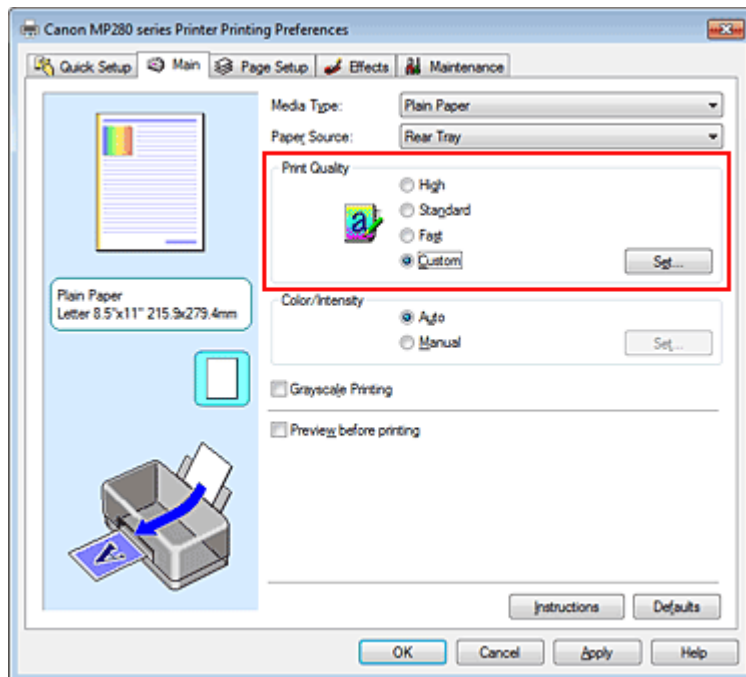 Canon MP280 series Printer Printing Preferences
Quick Setup Main Page Setup Effects Maintenance
Media Type: Plain Paper
Paper Source: Rear Tray
Print Quality
High
Standard
Fast
Custom Set...
Plain Paper
Letter 8.5"x11" 215.9x279.4mm
Color/Intensity
Auto
Manual Set...
Grayscale Printing
Preview before printing
Instructions Defaults
OK Cancel Apply Help